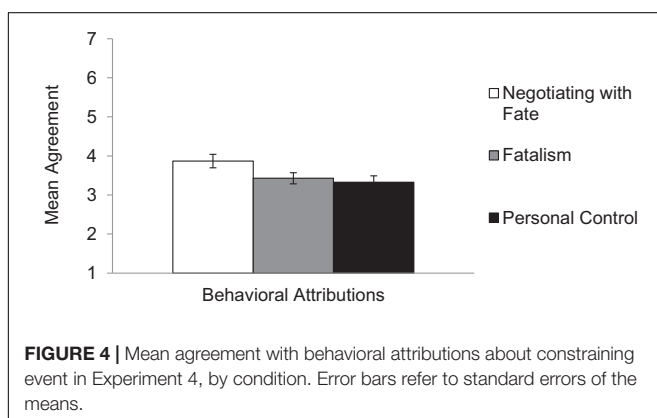 7
6
5
4
3
2
1
Mean Agreement
Behavioral Attributions
Negotiating with
Fate
Fatalism
Personal Control
FIGURE 4 | Mean agreement with behavioral attributions about constraining
event in Experiment 4, by condition. Error bars refer to standard errors of the
means.